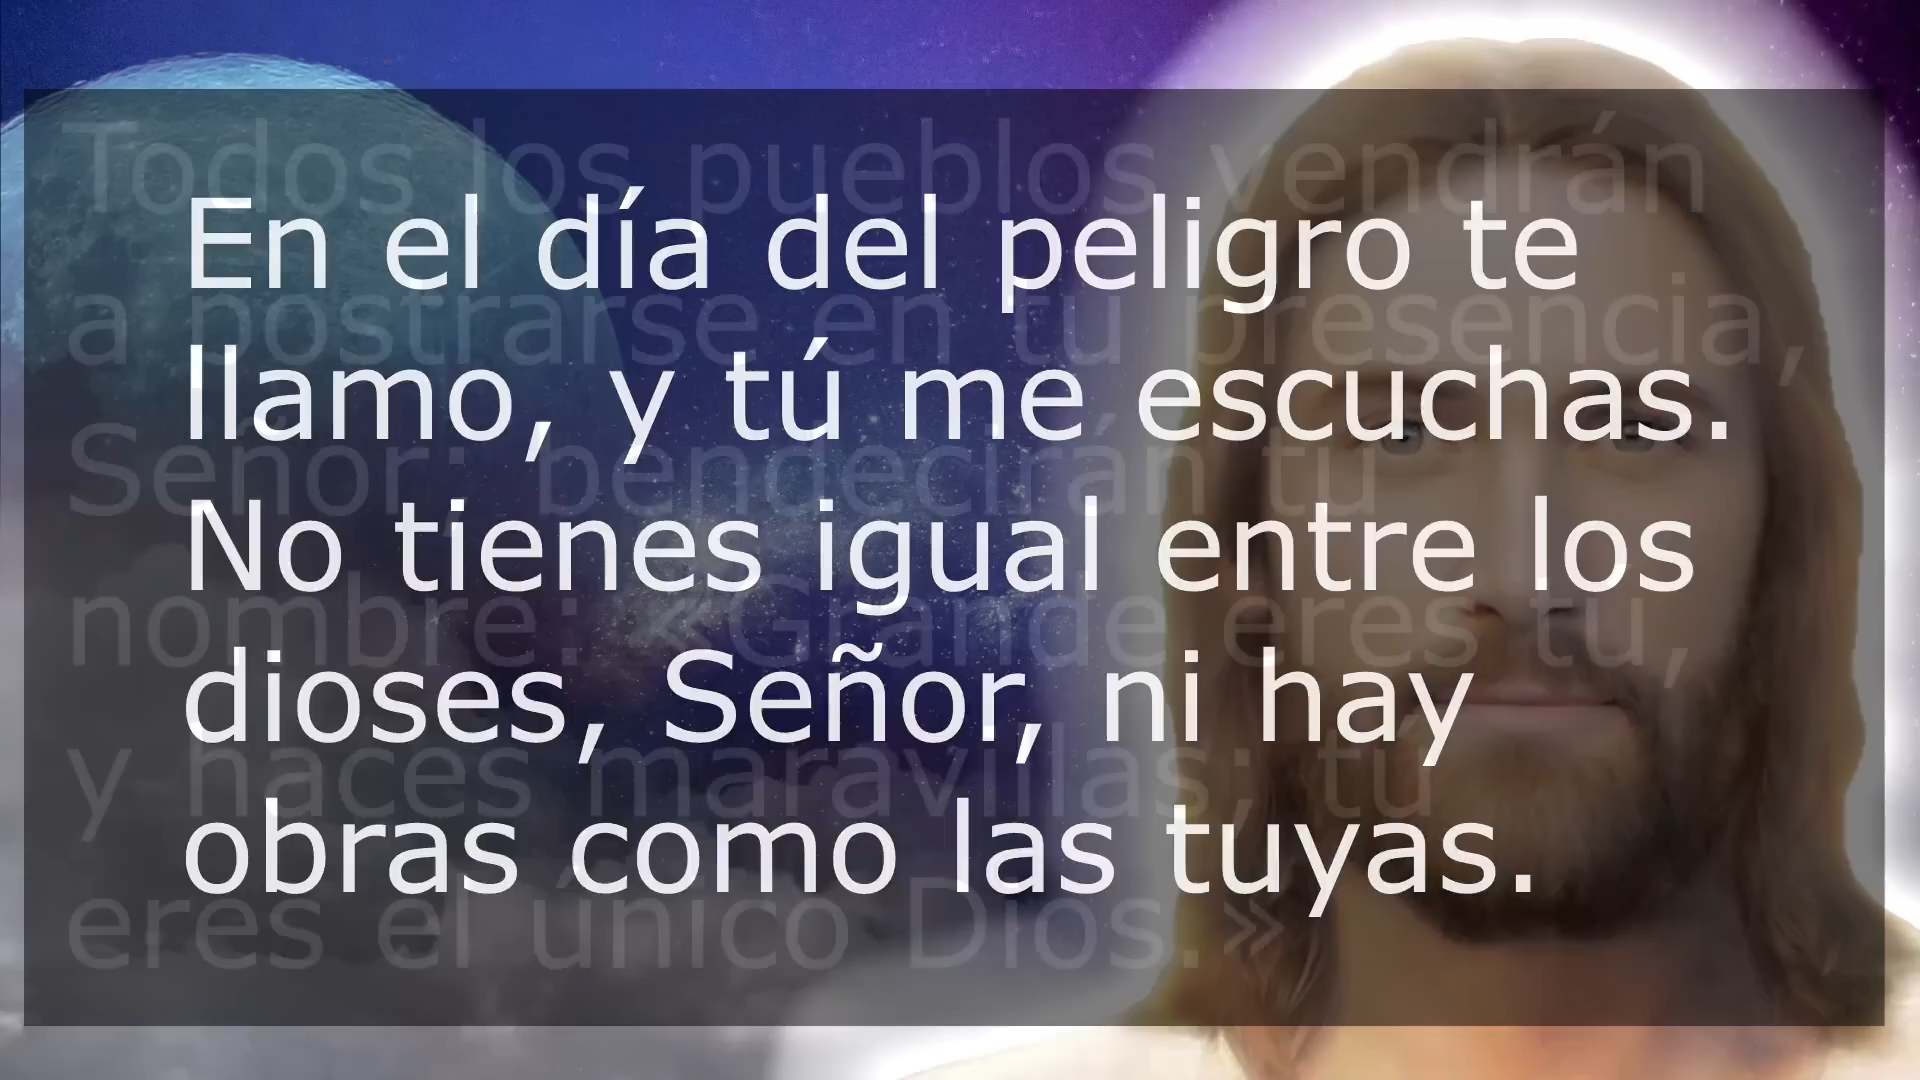 En el día del peligro te
llamo, y tú me escuchas.
No tienes igual entre los
dioses, Señor, ni hay
obras como las tuyas.
Todos los pueblos vendrán
a postrarse en tu presencia,
Señor; bendecirán tu
nombre: «Grande eres tú,
y haces maravillas; tú
eres el único Dios.»